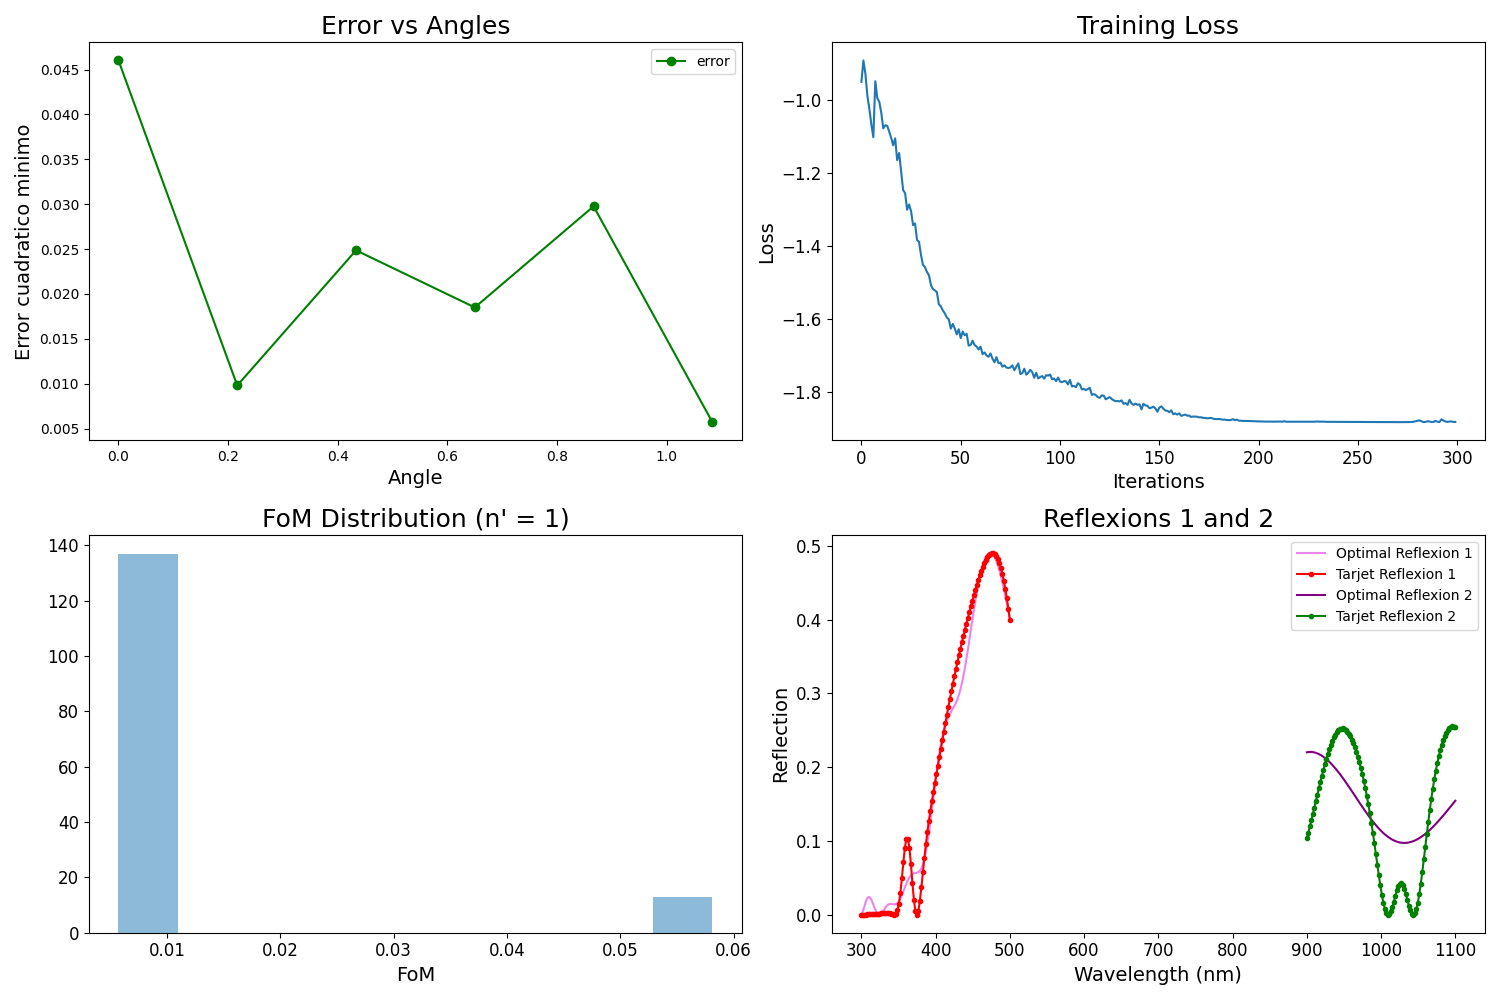 Error vs Angles
0.045
0.040
0.035
0.030
0.025
0.020
0.015
0.010
0.005
Error cuadratico minimo
error
0.0 0.2 0.4 0.6 0.8 1.0
Angle
Training Loss
−1.0
−1.2
−1.4
−1.6
−1.8
Loss
0 50 100 150 200 250 300
Iterations
FoM Distribution (n' = 1)
140
120
100
80
60
40
20
0
0.01 0.02 0.03 0.04 0.05 0.06
FoM
Reflexions 1 and 2
0.5
0.4
0.3
0.2
0.1
0.0
Reflection
Optimal Reflexion 1
Tarjet Reflexion 1
Optimal Reflexion 2
Tarjet Reflexion 2
300 400 500 600 700 800 900 1000 1100
Wavelength (nm)